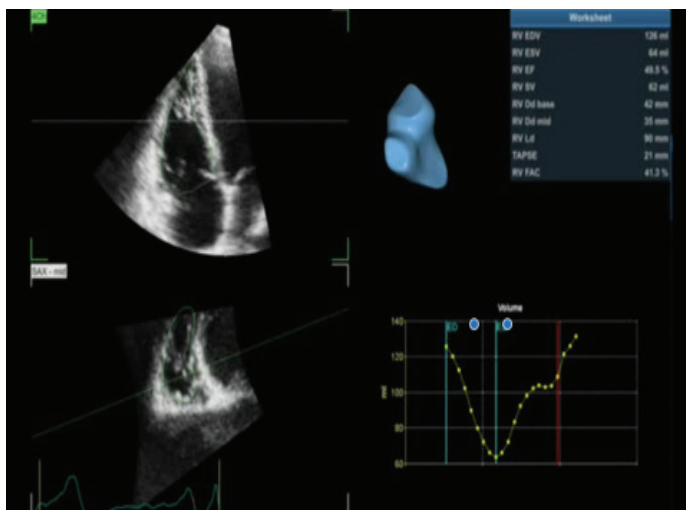 4Ch
Worksheet
RV EDV 126 ml
RV ESV 64 ml
RV EF 49.5 %
RV SV 62 ml
RV Dd base 42 mm
RV Dd mid 35 mm
RV Ld 90 mm
TAPSE 21 mm
RV FAC 41.3 %
SAX - mid
Volume
ED
140
120
100
80
60
ml